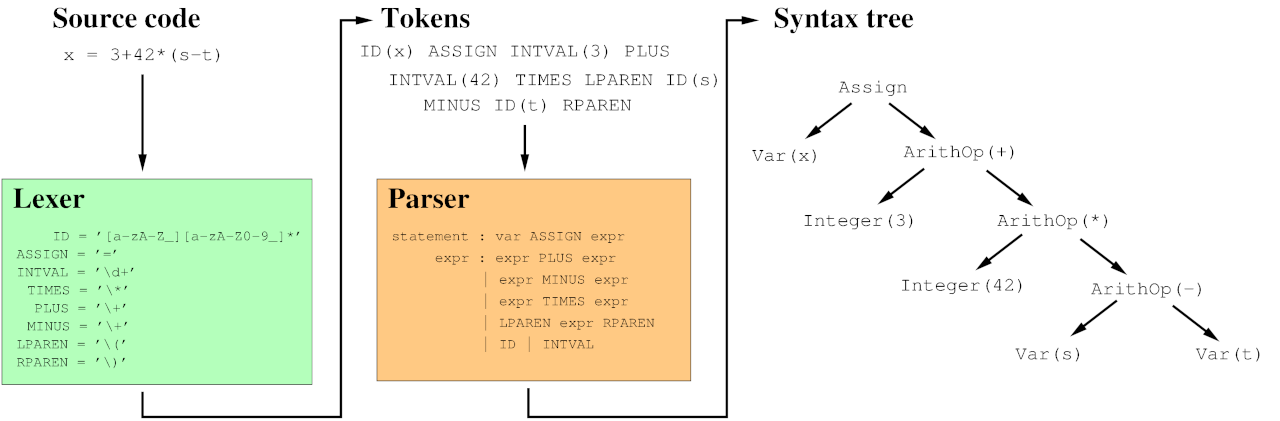 Source code
x = 3+42*(s-t)
Lexer
ID = '[a-zA-Z_][a-zA-Z0-9_]*'
ASSIGN = '='
INTVAL = '\d+'
TIMES = '\*'
PLUS = '\+'
MINUS = '\+'
LPAREN = '\('
RPAREN = '\)'
Tokens
ID(x) ASSIGN INTVAL(3) PLUS
INTVAL(42) TIMES LPAREN ID(s)
MINUS ID(t) RPAREN
Parser
statement : var ASSIGN expr
expr : expr PLUS expr
| expr MINUS expr
| expr TIMES expr
| LPAREN expr RPAREN
| ID | INTVAL
Syntax tree
Assign
Var(x) ArithOp(+)
Integer(3) ArithOp(*)
Integer(42) ArithOp(-)
Var(s) Var(t)